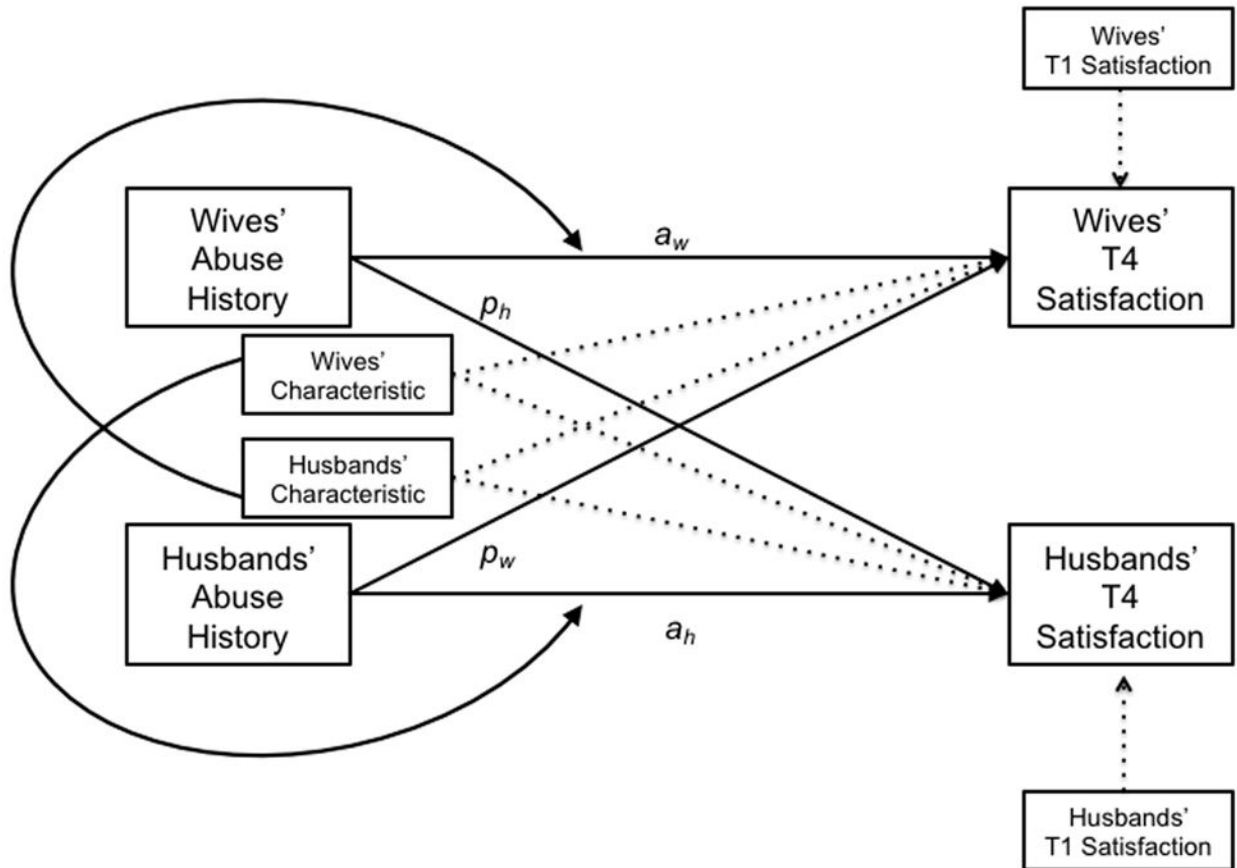 Wives’
T1 Satisfaction
Wives’
Abuse
History
a_w
Wives’
T4
Satisfaction
p_h
Wives’
Characteristic
Husbands’
Characteristic
Husbands’
Abuse
History
p_w
a_h
Husbands’
T4
Satisfaction
Husbands’
T1 Satisfaction